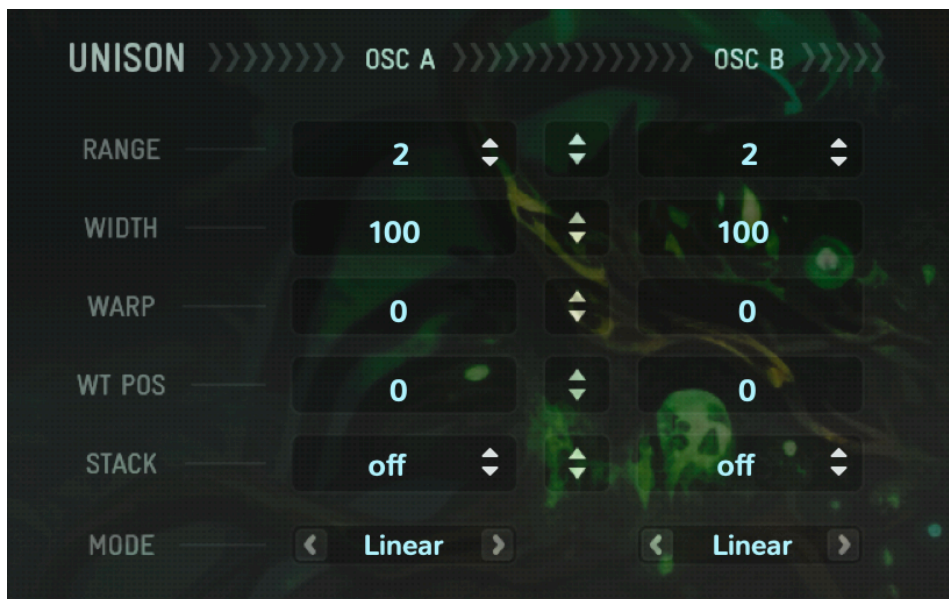 UNISON OSC A OSC B
RANGE 2 2
WIDTH 100 100
WARP 0 0
WT POS 0 0
STACK off off
MODE Linear Linear